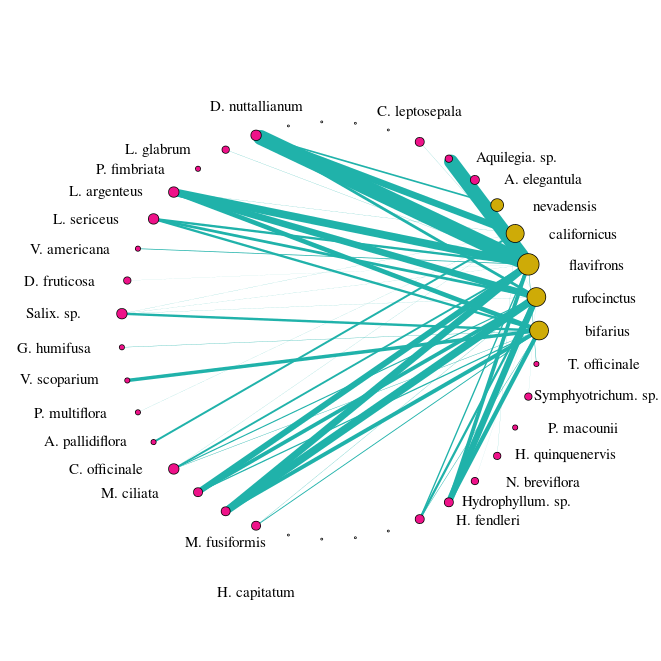 D. nuttallianum
C. leptosepala
L. glabrum
Aquilegia. sp.
P. fimbriata
A. elegantula
L. argenteus
nevadensis
L. sericeus
californicus
V. americana
flavifrons
D. fruticosa
rufocinctus
Salix. sp.
bifarius
G. humifusa
T. officinale
V. scoparium
Symphyotrichum. sp.
P. multiflora
P. macounii
A. pallidiflora
H. quinquenervis
C. officinale
N. breviflora
M. ciliata
Hydrophyllum. sp.
H. fendleri
M. fusiformis
H. capitatum